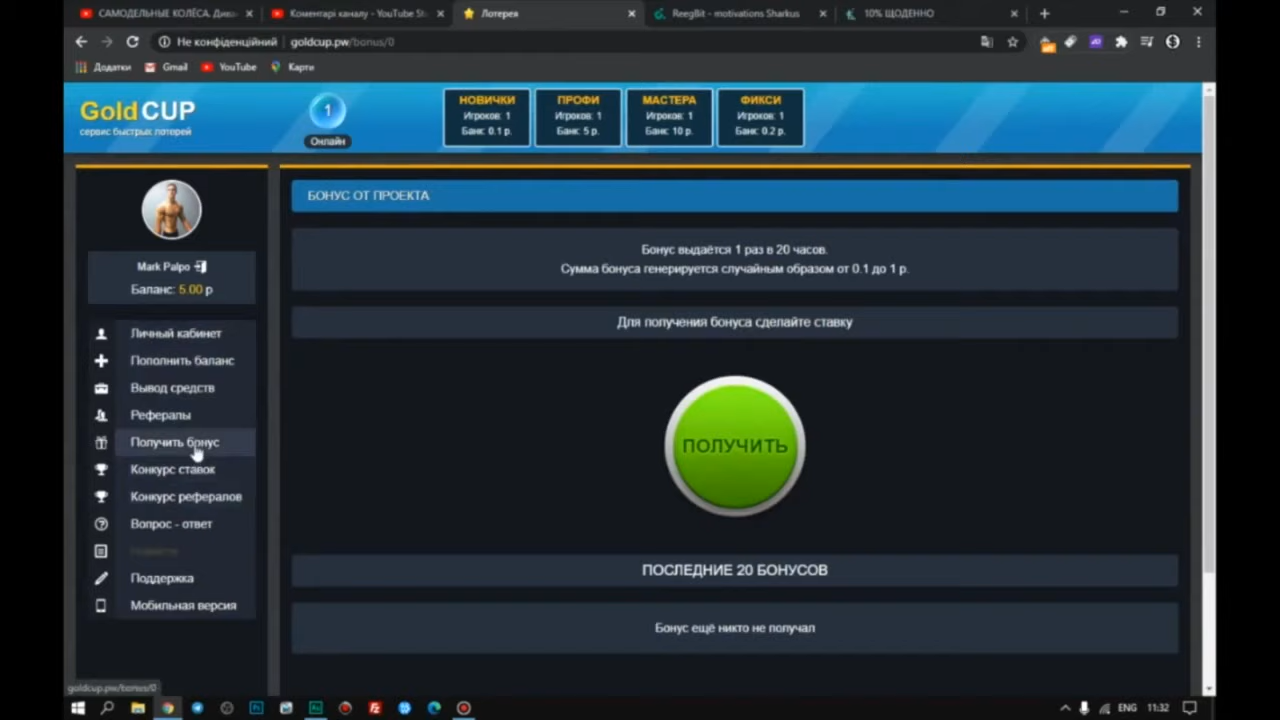 САМОДЕЛЬНЫЕ КОЛЁСА. Дива
Коментарі каналу - YouTube St
Лотерея
ReegBit - motivations Sharkus
10% ЩОДЕННО
Не конфіденційний
goldcup.pw/bonus/0
Додатки
Gmail
YouTube
Карти
Gold CUP
сервис быстрых лотерей
1
Онлайн
НОВИЧКИ
Игроков: 1
Банк: 0.1 р.
ПРОФИ
Игроков: 1
Банк: 5 р.
МАСТЕРА
Игроков: 1
Банк: 10 р.
ФИКСИ
Игроков: 1
Банк: 0.2 р.
Mark Palpo
Баланс: 5.00 р
Личный кабинет
Пополнить баланс
Вывод средств
Рефералы
Получить бонус
Конкурс ставок
Конкурс рефералов
Вопрос - ответ
Поддержка
Мобильная версия
БОНУС ОТ ПРОЕКТА
Бонус выдаётся 1 раз в 20 часов.
Сумма бонуса генерируется случайным образом от 0.1 до 1 р.
Для получения бонуса сделайте ставку
ПОЛУЧИТЬ
ПОСЛЕДНИЕ 20 БОНУСОВ
Бонус ещё никто не получал
goldcup.pw/bonus/0
ENG
11:32